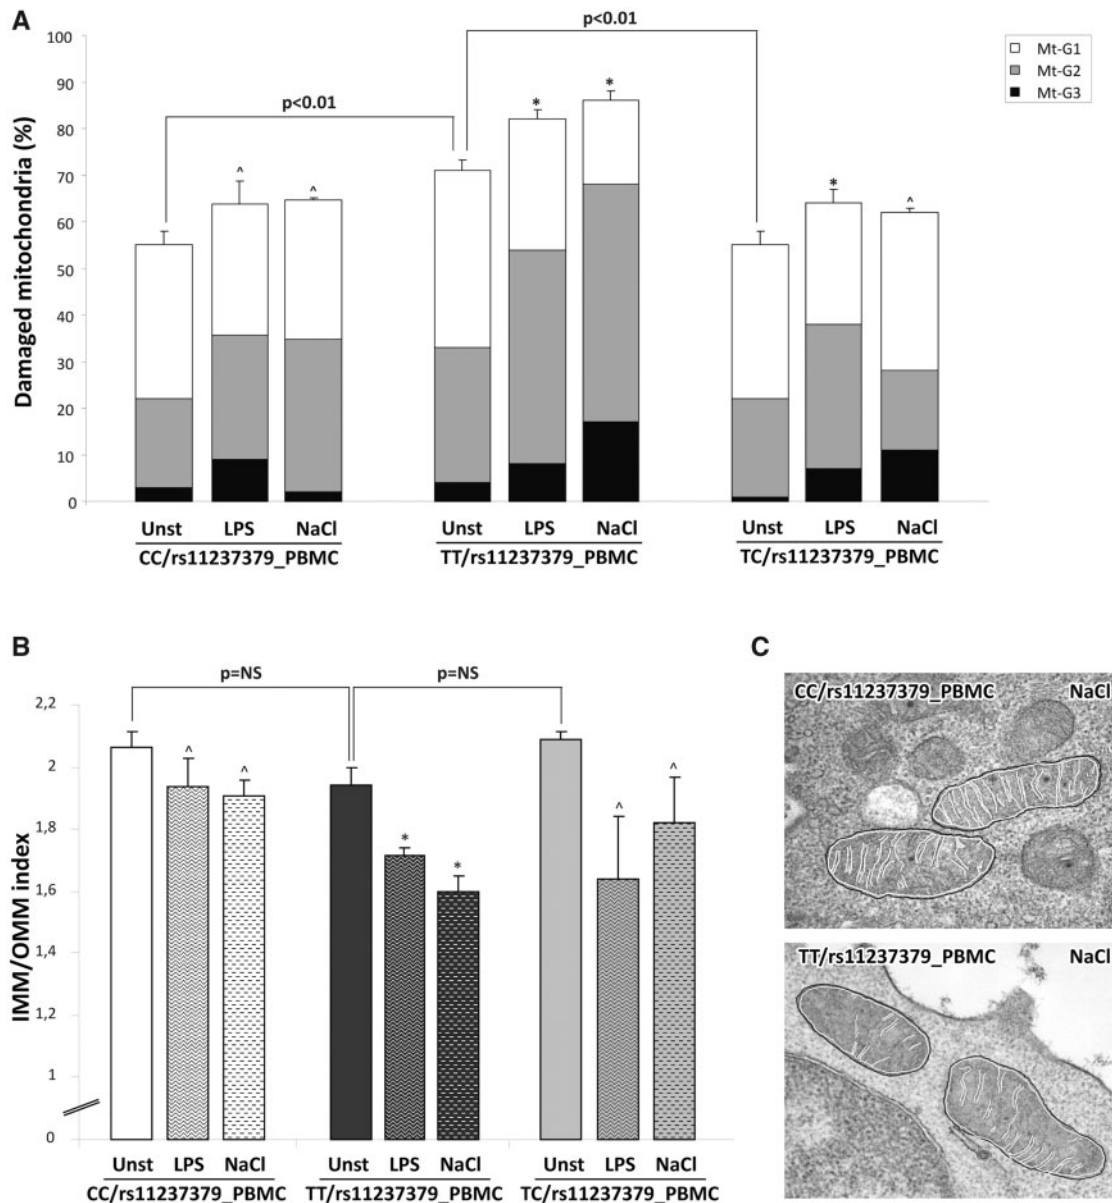 A
p<0.01
p<0.01
Mt-G1
Mt-G2
Mt-G3
Damaged mitochondria (%)
100
90
80
70
60
50
40
30
20
10
0
^ ^ * * * ^
Unst LPS NaCl Unst LPS NaCl Unst LPS NaCl
CC/rs11237379_PBMC TT/rs11237379_PBMC TC/rs11237379_PBMC
B
p=NS p=NS
IMM/OMM index
2,2
2
1,8
1,6
1,4
1,2
1
0
^ ^ * * ^ ^
Unst LPS NaCl Unst LPS NaCl Unst LPS NaCl
CC/rs11237379_PBMC TT/rs11237379_PBMC TC/rs11237379_PBMC
C
CC/rs11237379_PBMC NaCl
TT/rs11237379_PBMC NaCl